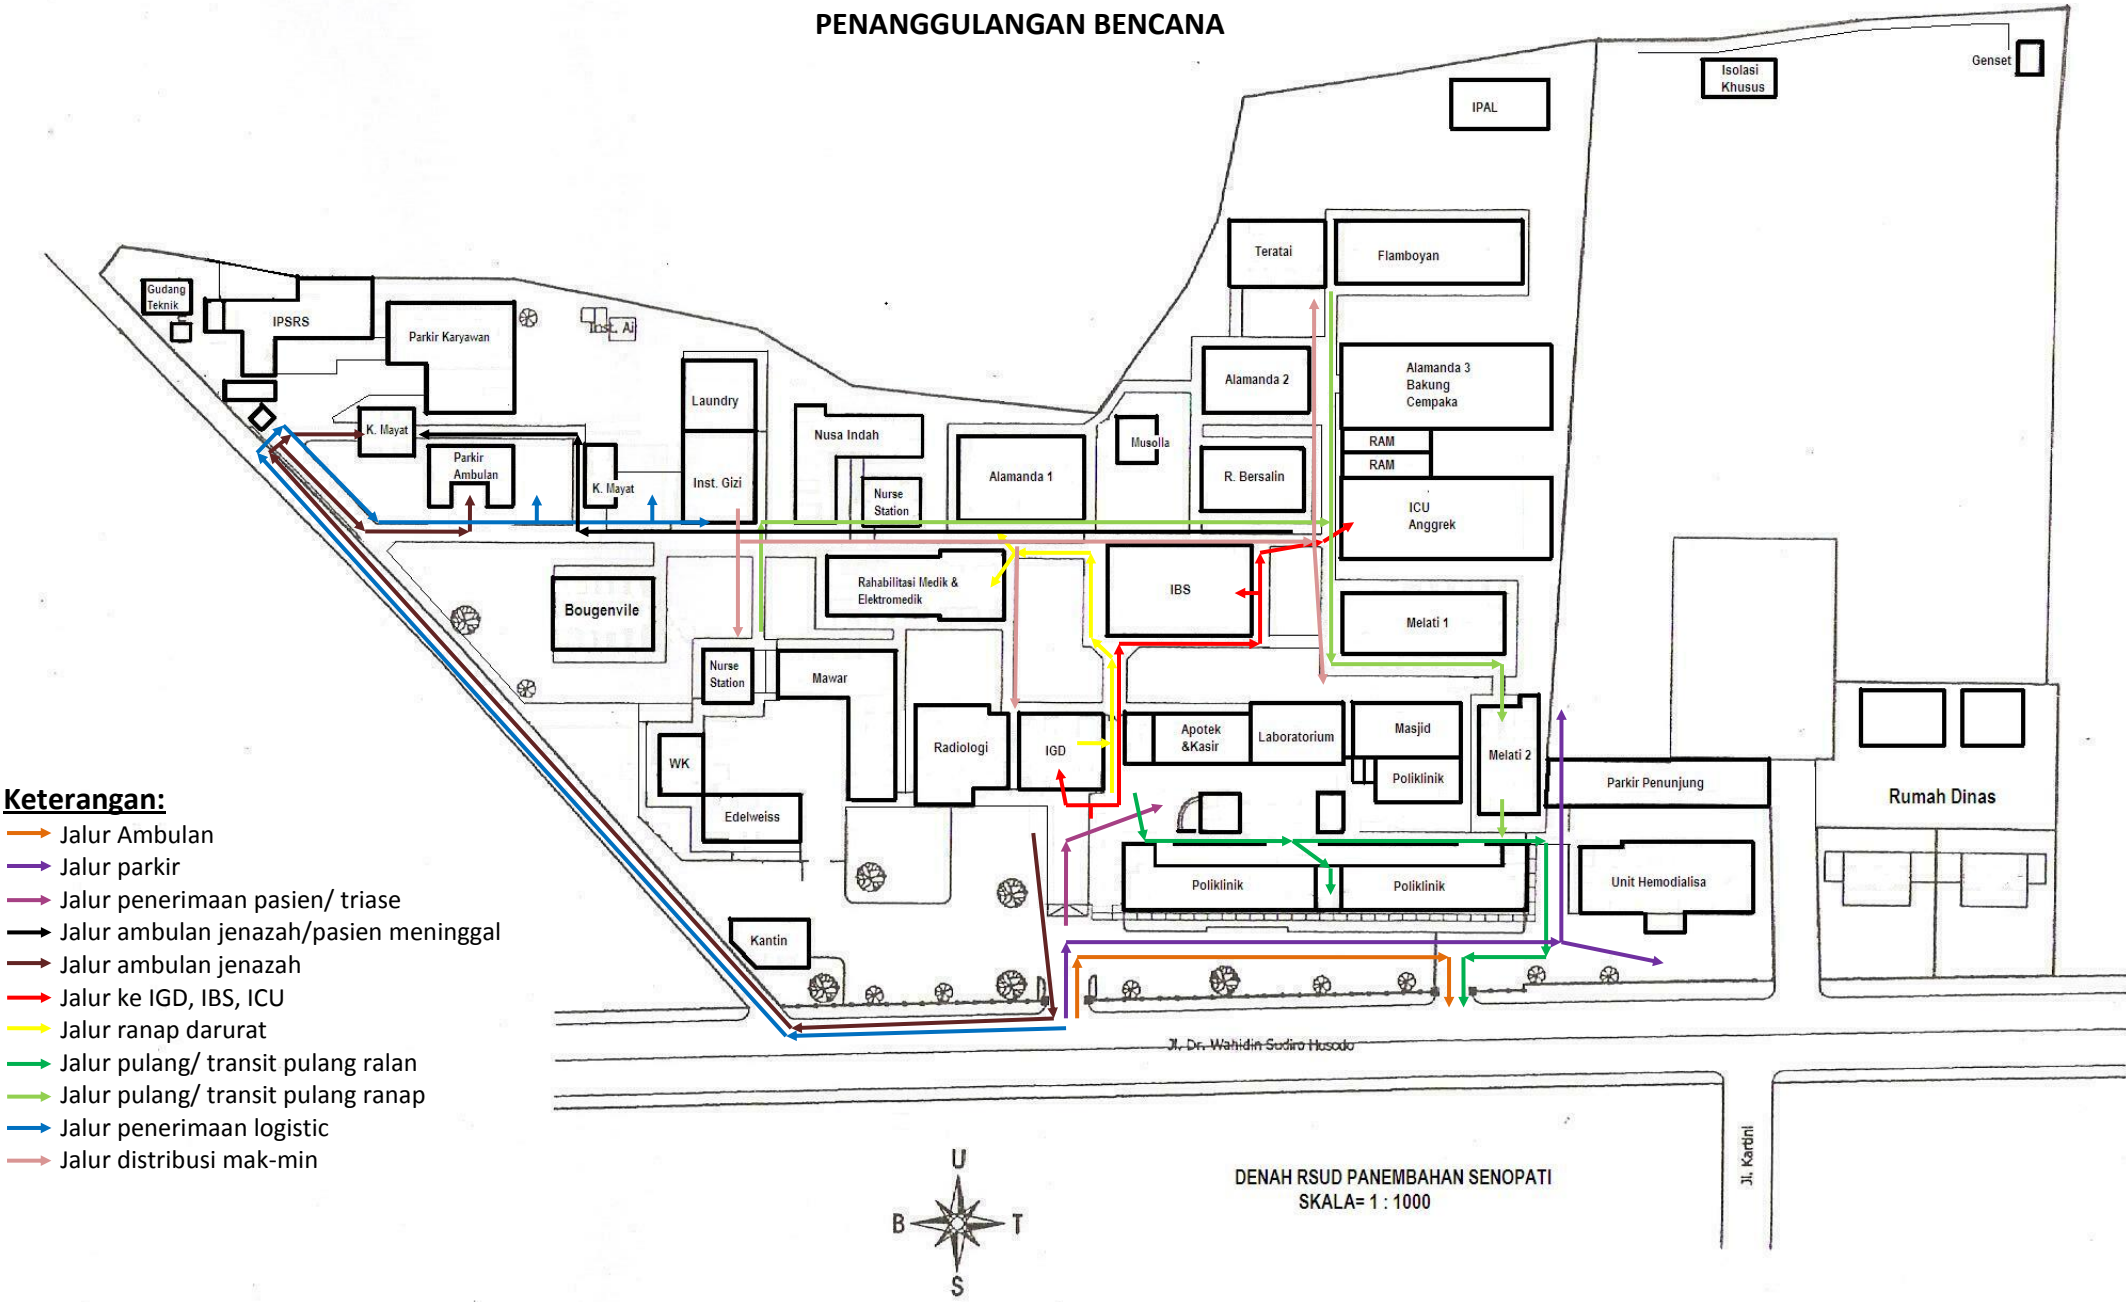 PENANGGULANGAN BENCANA
Genset
Isolasi
Khusus
IPAL
Teratai
Flamboyan
Gudang
Teknik
IPSRS
Parkir Karyawan
Inst. Air
Alamanda 2
Alamanda 3
Bakung
Cempaka
Laundry
K. Mayat
Nusa Indah
Musolla
RAM
RAM
Parkir
Ambulan
K. Mayat
Inst. Gizi
Nurse
Station
Alamanda 1
R. Bersalin
ICU
Anggrek
Rahabilitasi Medik &
Elektromedik
IBS
Bougenvile
Melati 1
Nurse
Station
Mawar
WK
Radiologi
IGD
Apotek
&Kasir
Laboratorium
Masjid
Melati 2
Poliklinik
Parkir Penunjung
Rumah Dinas
Edelweiss
Poliklinik
Poliklinik
Unit Hemodialisa
Kantin
Keterangan:
Jalur Ambulan
Jalur parkir
Jalur penerimaan pasien/ triase
Jalur ambulan jenazah/pasien meninggal
Jalur ambulan jenazah
Jalur ke IGD, IBS, ICU
Jalur ranap darurat
Jalur pulang/ transit pulang ralan
Jalur pulang/ transit pulang ranap
Jalur penerimaan logistic
Jalur distribusi mak-min
Jl. Dr. Wahidin Sudiro Husodo
Jl. Kartini
U
B
T
S
DENAH RSUD PANEMBAHAN SENOPATI
SKALA= 1 : 1000